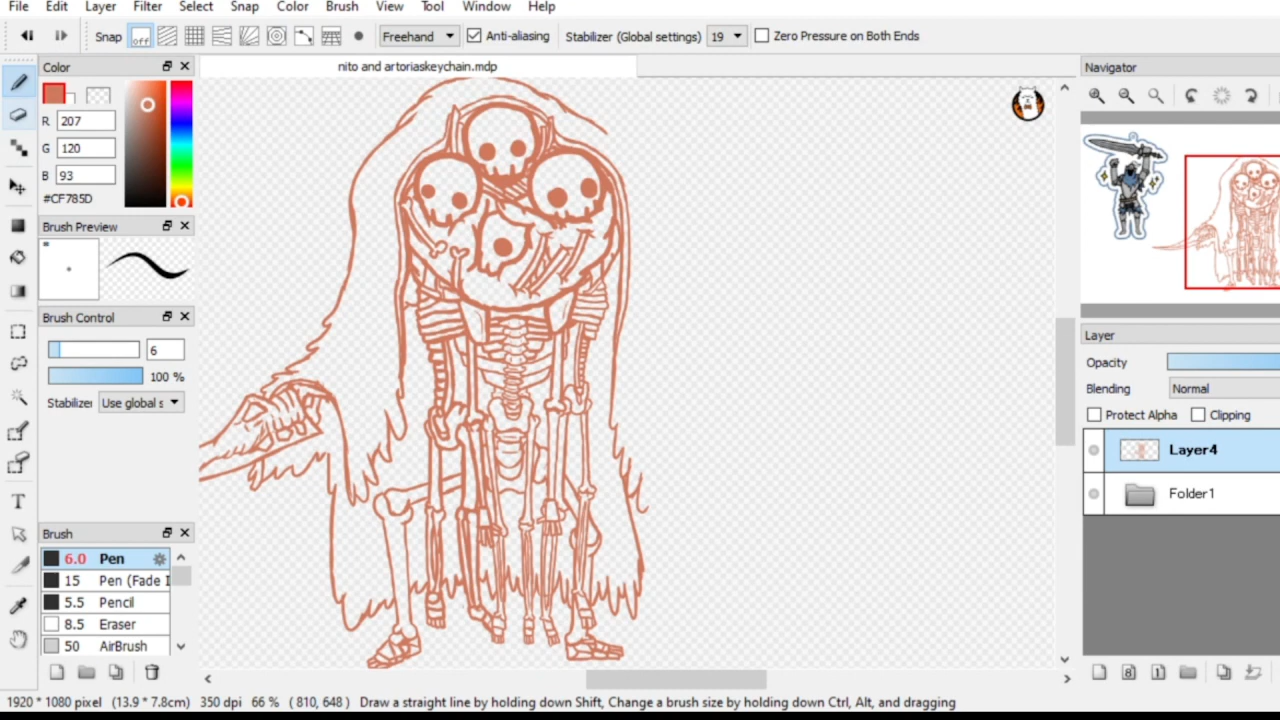 File Edit Layer Filter Select Snap Color Brush View Tool Window Help
Snap off Freehand Anti-aliasing Stabilizer (Global settings) 19 Zero Pressure on Both Ends
Color
nito and artoriaskeychain.mdp
Navigator
R 207
G 120
B 93
#CF785D
Brush Preview
Brush Control
6
100 %
Stabilizer Use global s
Layer
Opacity
Blending Normal
Protect Alpha Clipping
Layer4
Folder1
Brush
6.0 Pen
15 Pen (Fade I
5.5 Pencil
8.5 Eraser
50 AirBrush
1920 * 1080 pixel (13.9 * 7.8cm) 350 dpi 66 % ( 810, 648 ) Draw a straight line by holding down Shift, Change a brush size by holding down Ctrl, Alt, and dragging